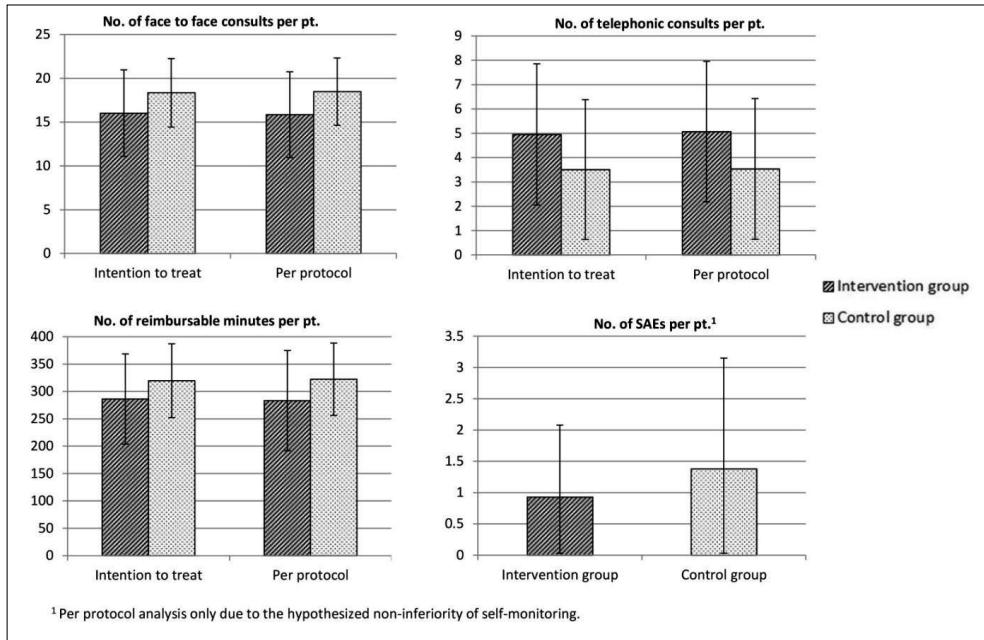 No. of face to face consults per pt.
25
20
15
10
5
0
Intention to treat
Per protocol
No. of telephonic consults per pt.
9
8
7
6
5
4
3
2
1
0
Intention to treat
Per protocol
Intervention group
Control group
No. of reimbursable minutes per pt.
400
350
300
250
200
150
100
50
0
Intention to treat
Per protocol
No. of SAEs per pt.¹
3.5
3
2.5
2
1.5
1
0.5
0
Intervention group
Control group
¹ Per protocol analysis only due to the hypothesized non-inferiority of self-monitoring.